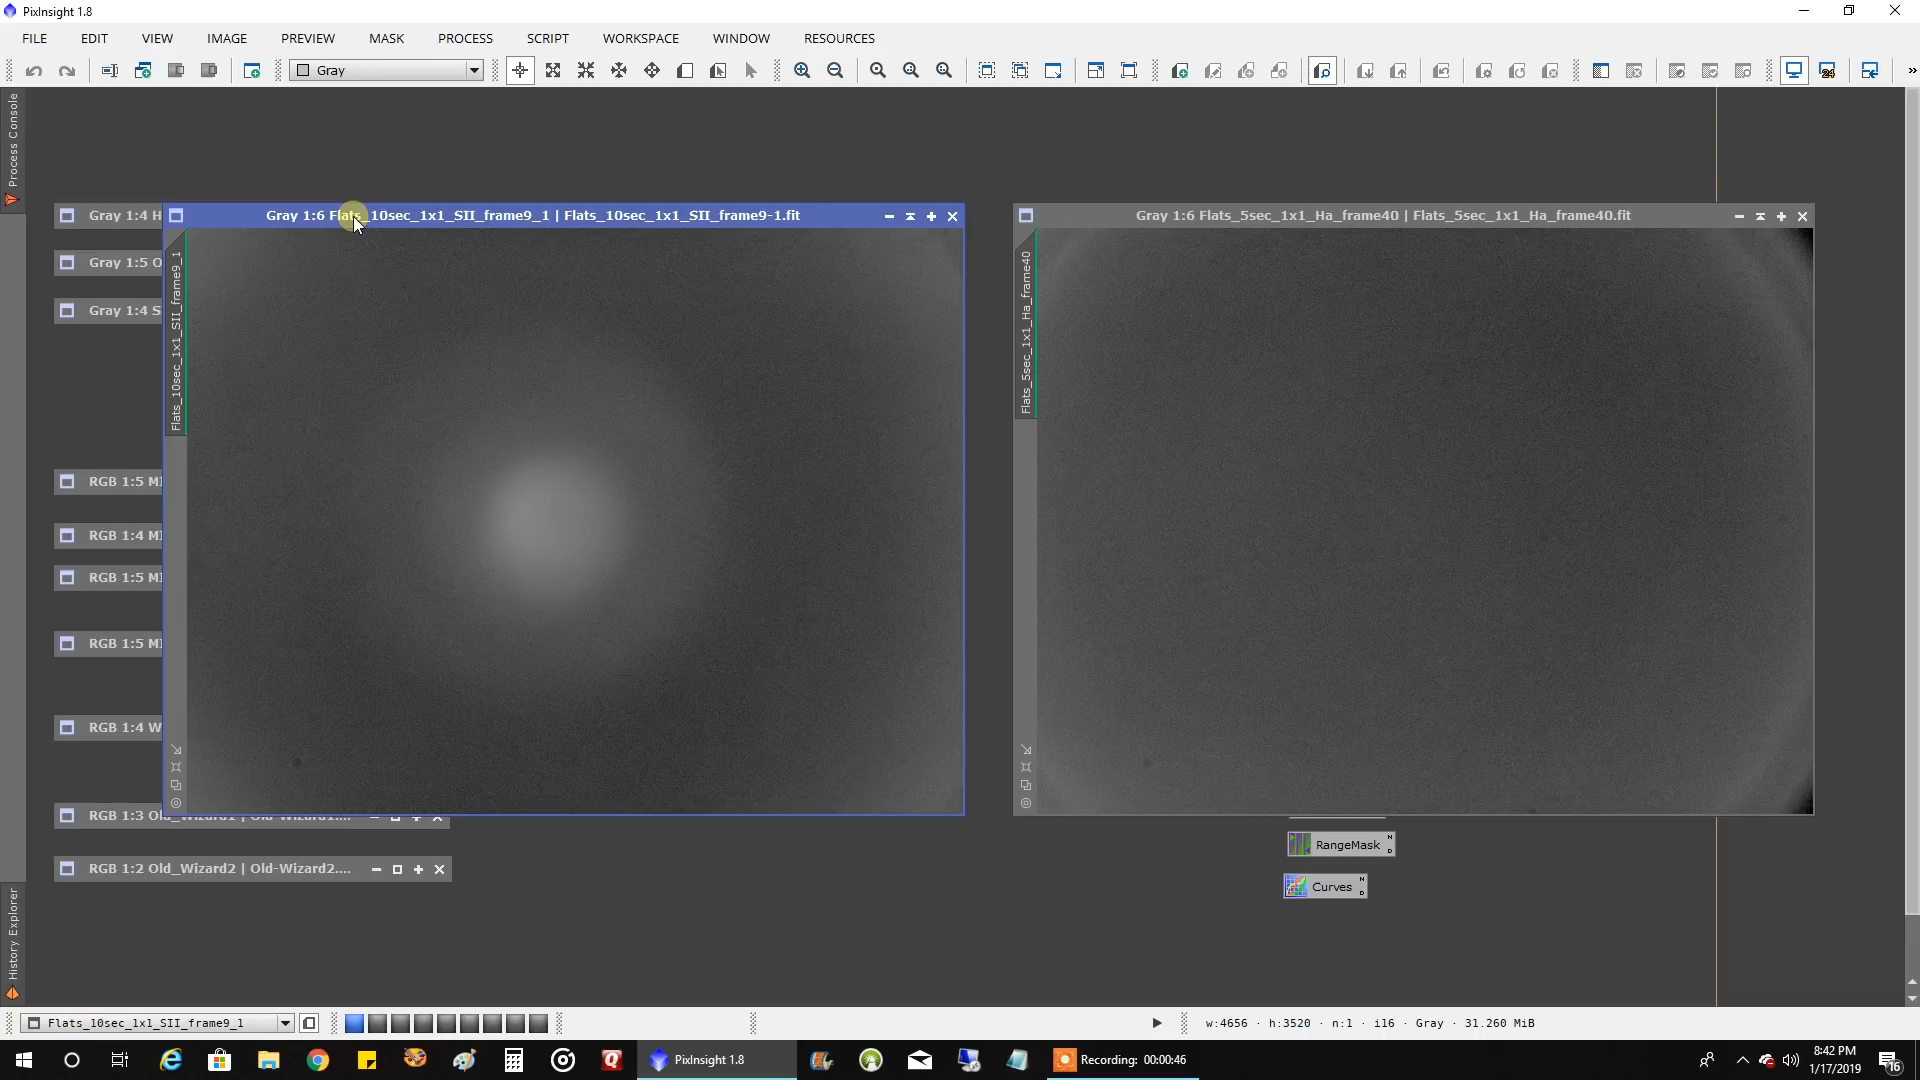 PixInsight 1.8
FILE EDIT VIEW IMAGE PREVIEW MASK PROCESS SCRIPT WORKSPACE WINDOW RESOURCES
Gray
24
»
Process Console
Gray 1:4 H
Gray 1:6 Flats_10sec_1x1_SII_frame9_1 | Flats_10sec_1x1_SII_frame9-1.fit
Gray 1:6 Flats_5sec_1x1_Ha_frame40 | Flats_5sec_1x1_Ha_frame40.fit
Gray 1:5 O
Gray 1:4 S
Flats_10sec_1x1_SII_frame9_1
Flats_5sec_1x1_Ha_frame40
RGB 1:5 MI
RGB 1:4 MI
RGB 1:5 MI
RGB 1:5 MI
RGB 1:4 W
RGB 1:3 Old_Wizard1 | Old-Wizard1....
RGB 1:2 Old_Wizard2 | Old-Wizard2....
RangeMask N D
Curves N D
History Explorer
Flats_10sec_1x1_SII_frame9_1
w:4656 · h:3520 · n:1 · i16 · Gray · 31.260 MiB
PixInsight 1.8
Recording: 00:00:46
8:42 PM
1/17/2019
16